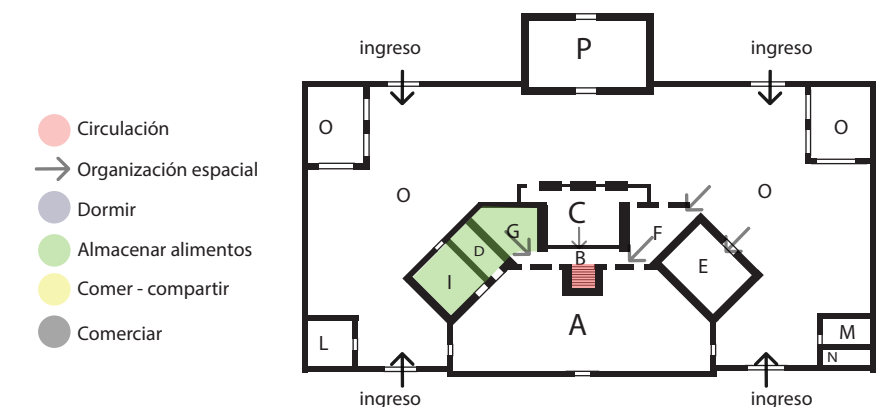 ingreso
P
ingreso
Circulación
Organización espacial
Dormir
Almacenar alimentos
Comer - compartir
Comerciar
O
O
O
O
C
G
F
D
B
E
I
A
L
M
N
ingreso
ingreso